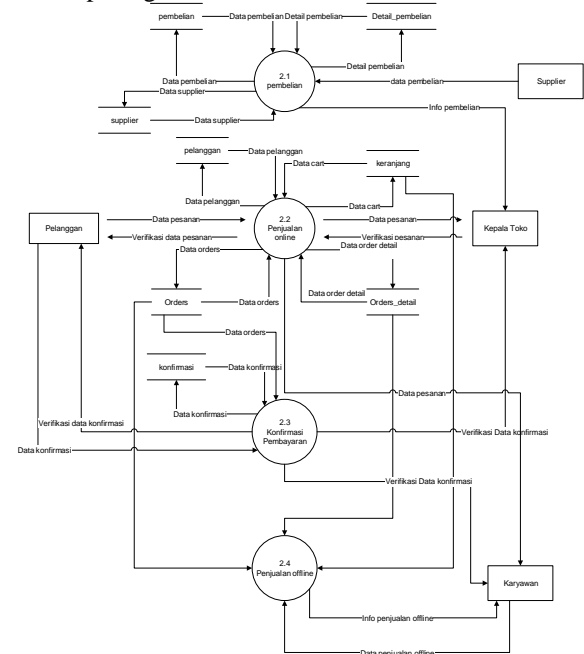 pembelian
Data pembelian
Detail pembelian
Detail_pembelian
Detail pembelian
2.1
pembelian
Data pembelian
Data supplier
data pembelian
Supplier
Info pembelian
supplier
Data supplier
pelanggan
Data pelanggan
keranjang
Data cart
Data pelanggan
Data cart
Pelanggan
Data pesanan
Verifikasi data pesanan
2.2
Penjualan
online
Data pesanan
Verifikasi pesanan
Kepala Toko
Data orders
Data order detail
Orders
Data orders
Data order detail
Orders_detail
Data orders
konfirmasi
Data konfirmasi
Data konfirmasi
Data pesanan
Verifikasi data konfirmasi
2.3
Konfirmasi
Pembayaran
Verifikasi Data konfirmasi
Data konfirmasi
Verifikasi Data konfirmasi
2.4
Penjualan offline
Karyawan
Info penjualan offline
Data penjualan offline